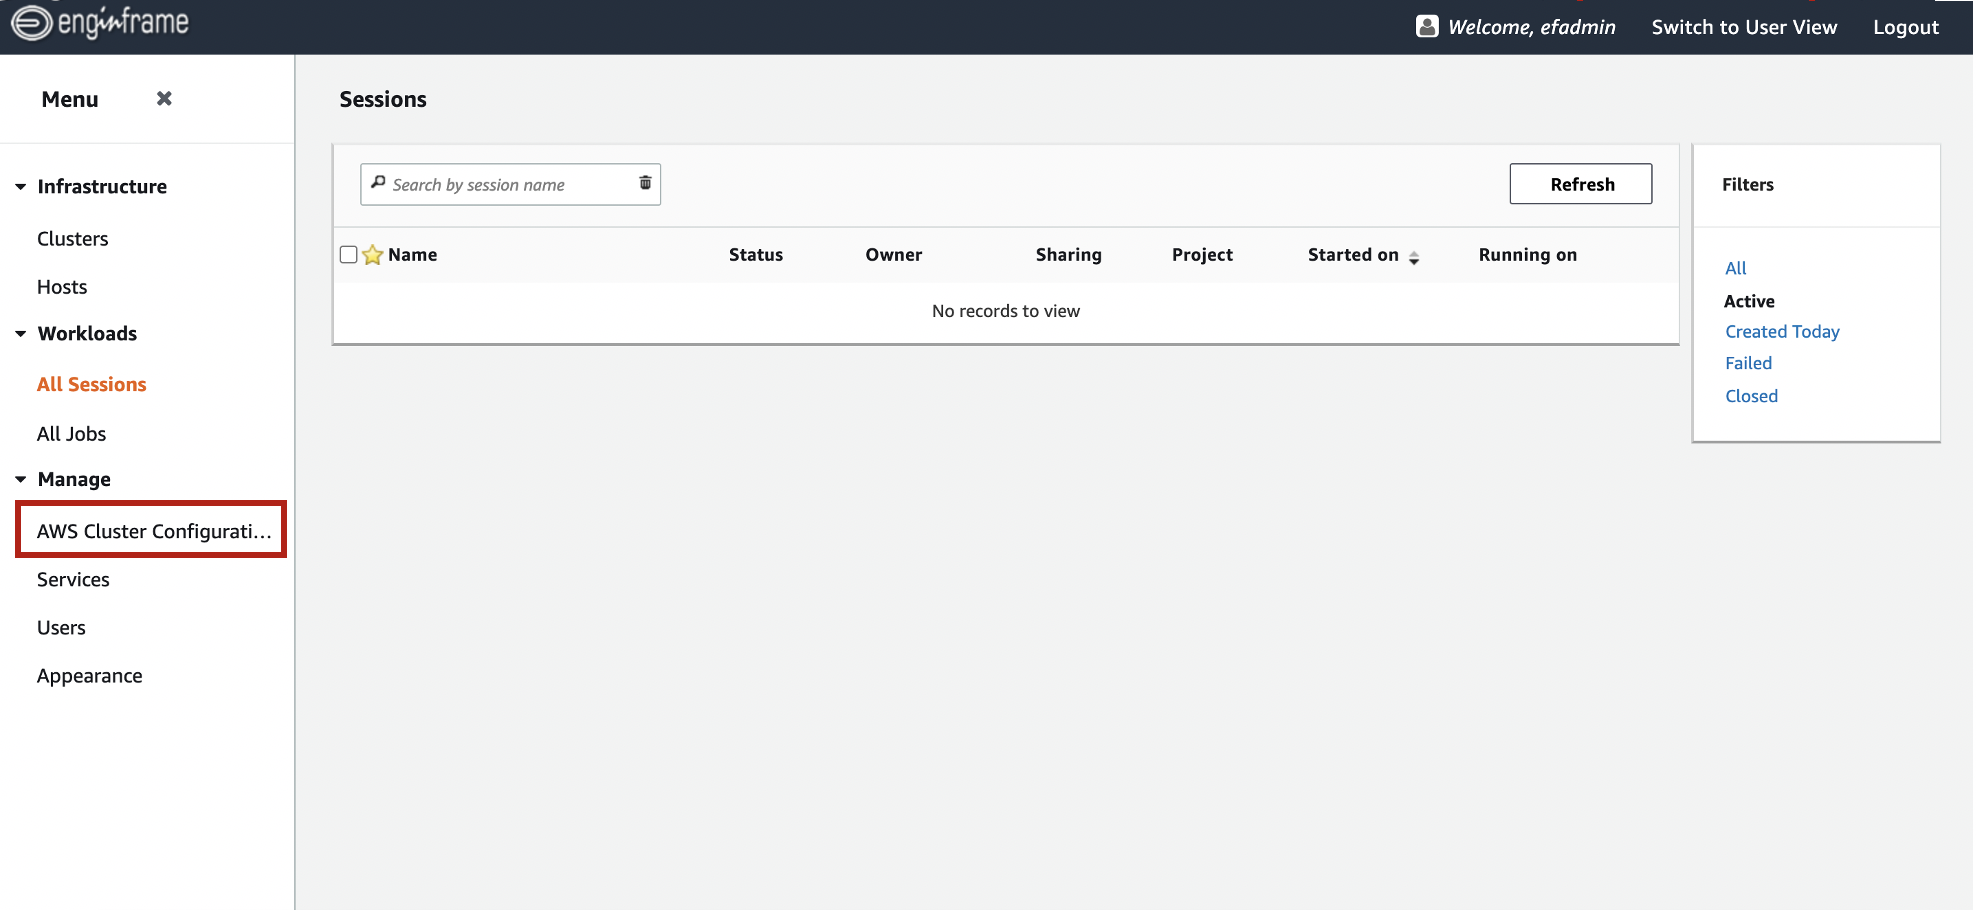 enginframe
Welcome, efadmin Switch to User View Logout
Menu
Sessions
Infrastructure
Clusters
Hosts
Workloads
All Sessions
All Jobs
Manage
AWS Cluster Configurati...
Services
Users
Appearance
Search by session name
Refresh
Name Status Owner Sharing Project Started on Running on
No records to view
Filters
All
Active
Created Today
Failed
Closed